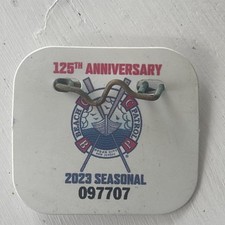 125TH ANNIVERSARY
BEACH PATROL
2023 SEASONAL
097707